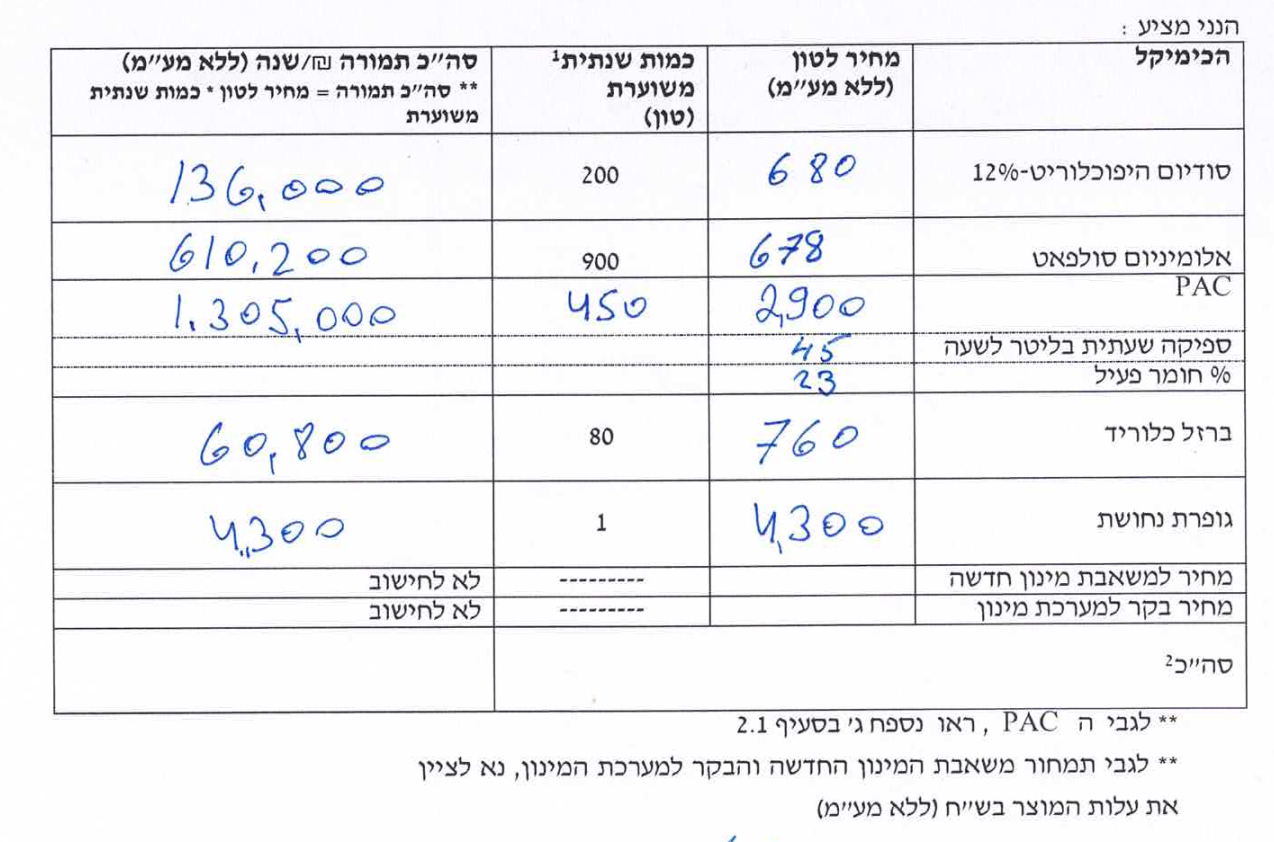 הנני מציע :
הכימיקל
מחיר לטון
(ללא מע״מ)
כמות שנתית¹
משוערת
(טון)
סה״כ תמורה ₪/שנה (ללא מע״מ)
** סה״כ תמורה = מחיר לטון * כמות שנתית
משוערת
סודיום היפוכלוריט-12% 680 200 136,000
אלומיניום סולפאט 678 900 610,200
PAC 2,900 450 1,305,000
ספיקה שעתית בליטר לשעה 45
% חומר פעיל 23
ברזל כלוריד 760 80 60,800
גופרת נחושת 4,300 1 4,300
מחיר למשאבת מינון חדשה --------- לא לחישוב
מחיר בקר למערכת מינון --------- לא לחישוב
סה״כ²
** לגבי ה PAC , ראו נספח ג׳ בסעיף 2.1
** לגבי תמחור משאבת המינון החדשה והבקר למערכת המינון, נא לציין
את עלות המוצר בש״ח (ללא מע״מ)